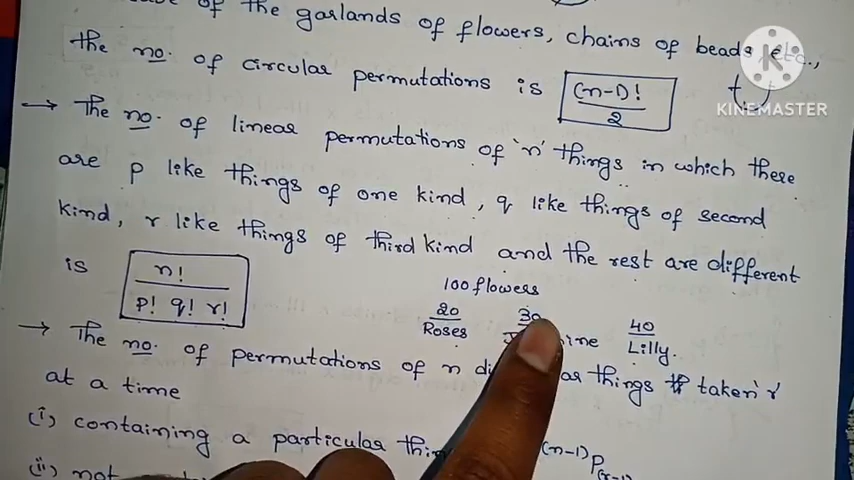 of the garlands of flowers, chains of beads, etc.,
the no. of circular permutations is (n-1)! / 2
KINEMASTER
→ The no. of linear permutations of 'n' things in which there
are p like things of one kind, q like things of second
kind, r like things of third kind and the rest are different
is n! / p! q! r!
100 flowers
20 30 40
Roses Lilly.
→ The no. of permutations of n things taken 'r'
at a time
(i) containing a particular (n-1)P(r-1)
(ii) not